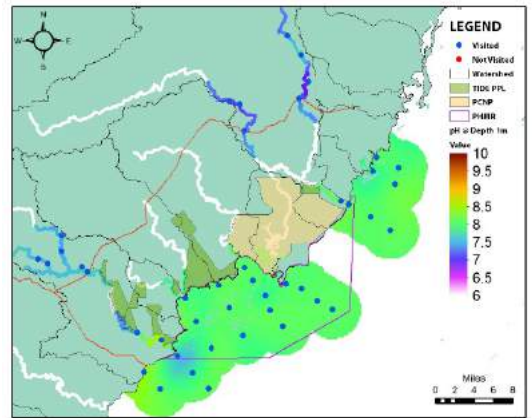 N
W E
S
LEGEND
Visited
Not Visited
Watershed
TIDE PPL
PCNP
PHMR
pH @ Depth 1m
Value
10
9.5
9
8.5
8
7.5
7
6.5
6
Miles
0 2 4 6 8